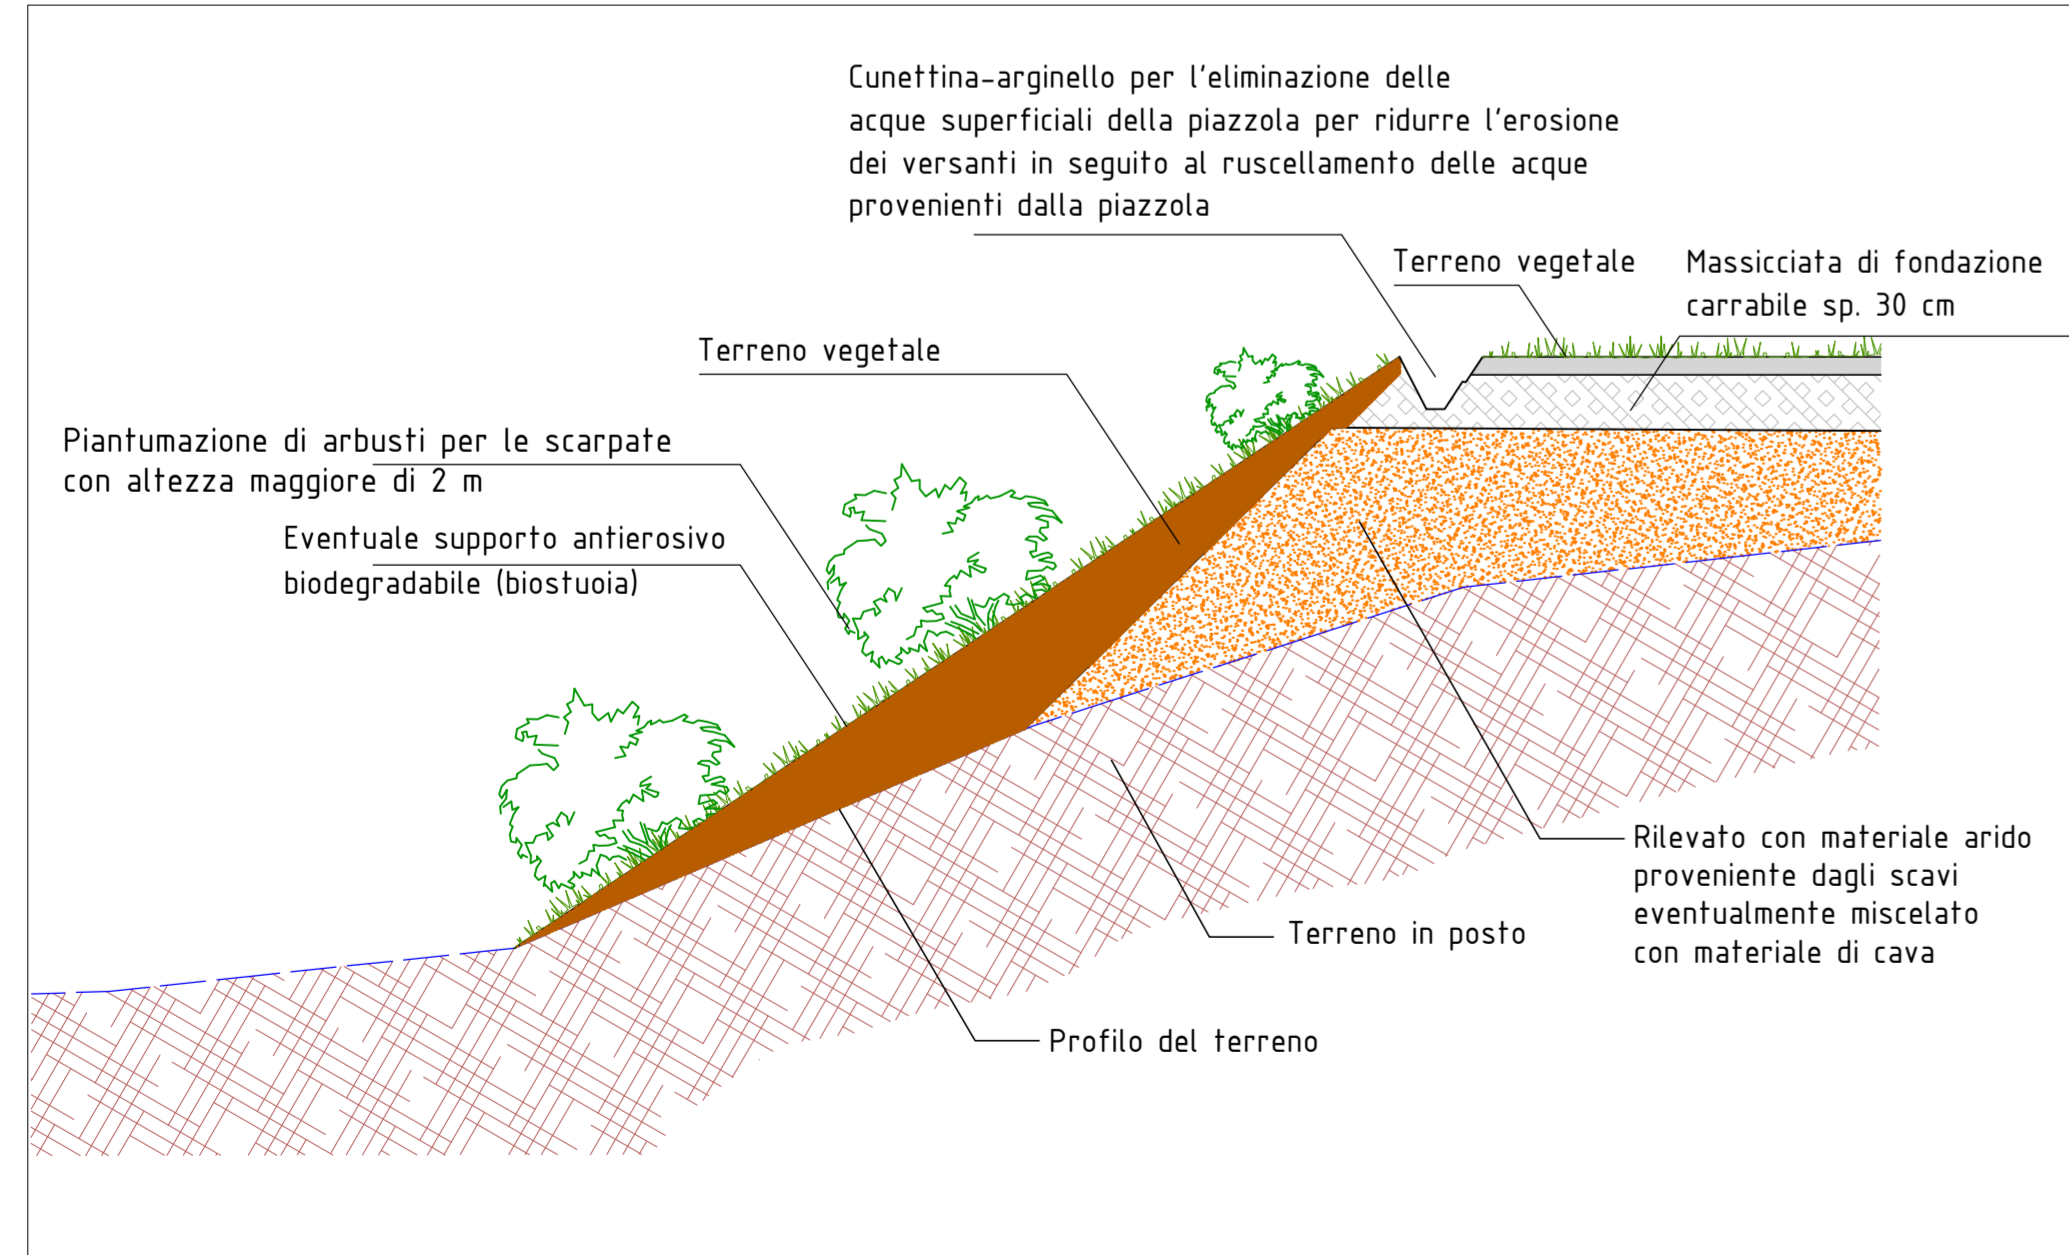 Cunettina-arginello per l'eliminazione delle
acque superficiali della piazzola per ridurre l'erosione
dei versanti in seguito al ruscellamento delle acque
provenienti dalla piazzola
Terreno vegetale
Massicciata di fondazione
carrabile sp. 30 cm
Terreno vegetale
Piantumazione di arbusti per le scarpate
con altezza maggiore di 2 m
Eventuale supporto antierosivo
biodegradabile (biostuoia)
Rilevato con materiale arido
proveniente dagli scavi
eventualmente miscelato
con materiale di cava
Terreno in posto
Profilo del terreno